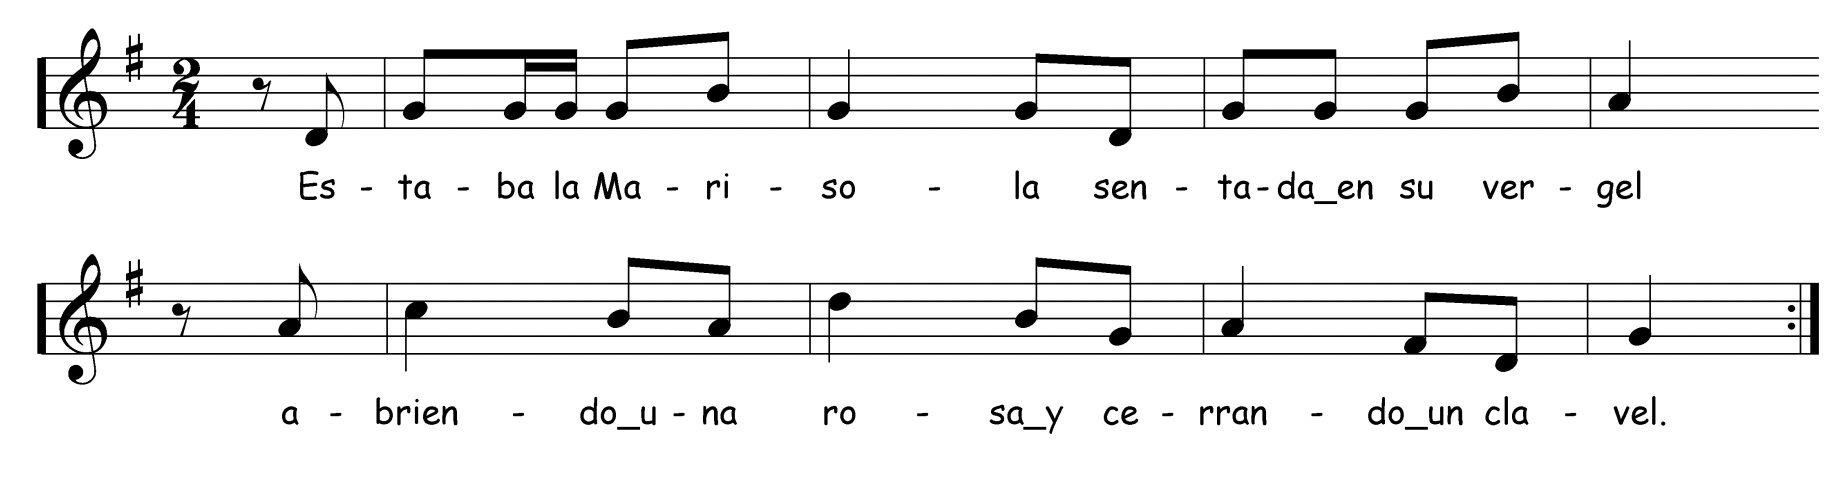 2
4
Es - ta - ba la Ma - ri - so - la sen - ta - da_en su ver - gel
a - brien - do_u - na ro - sa_y ce - rran - do_un cla - vel.